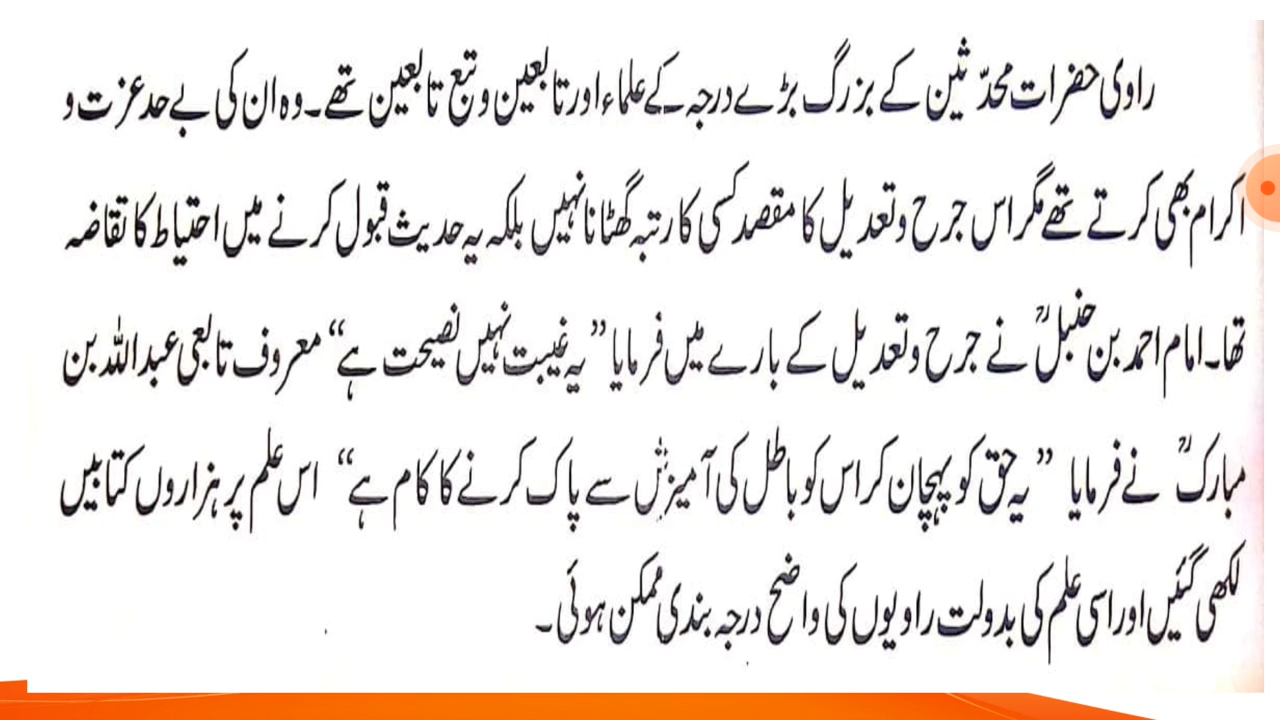 راوی حضرات محدّثین کے بزرگ بڑے درجہ کے علماء اور تابعین و تبع تابعین تھے۔ وہ ان کی بے حد عزت و
اکرام بھی کرتے تھے مگر اس جرح و تعدیل کا مقصد کسی کا رتبہ گھٹانا نہیں بلکہ یہ حدیث قبول کرنے میں احتیاط کا تقاضہ
تھا۔ امام احمد بن حنبلؒ نے جرح و تعدیل کے بارے میں فرمایا ”یہ غیبت نہیں نصیحت ہے“ معروف تابعی عبداللہ بن
مبارکؒ نے فرمایا ”یہ حق کو پہچان کر اس کو باطل کی آمیزش سے پاک کرنے کا کام ہے“ اس علم پر ہزاروں کتابیں
لکھی گئیں اور اسی علم کی بدولت راویوں کی واضح درجہ بندی ممکن ہوئی۔